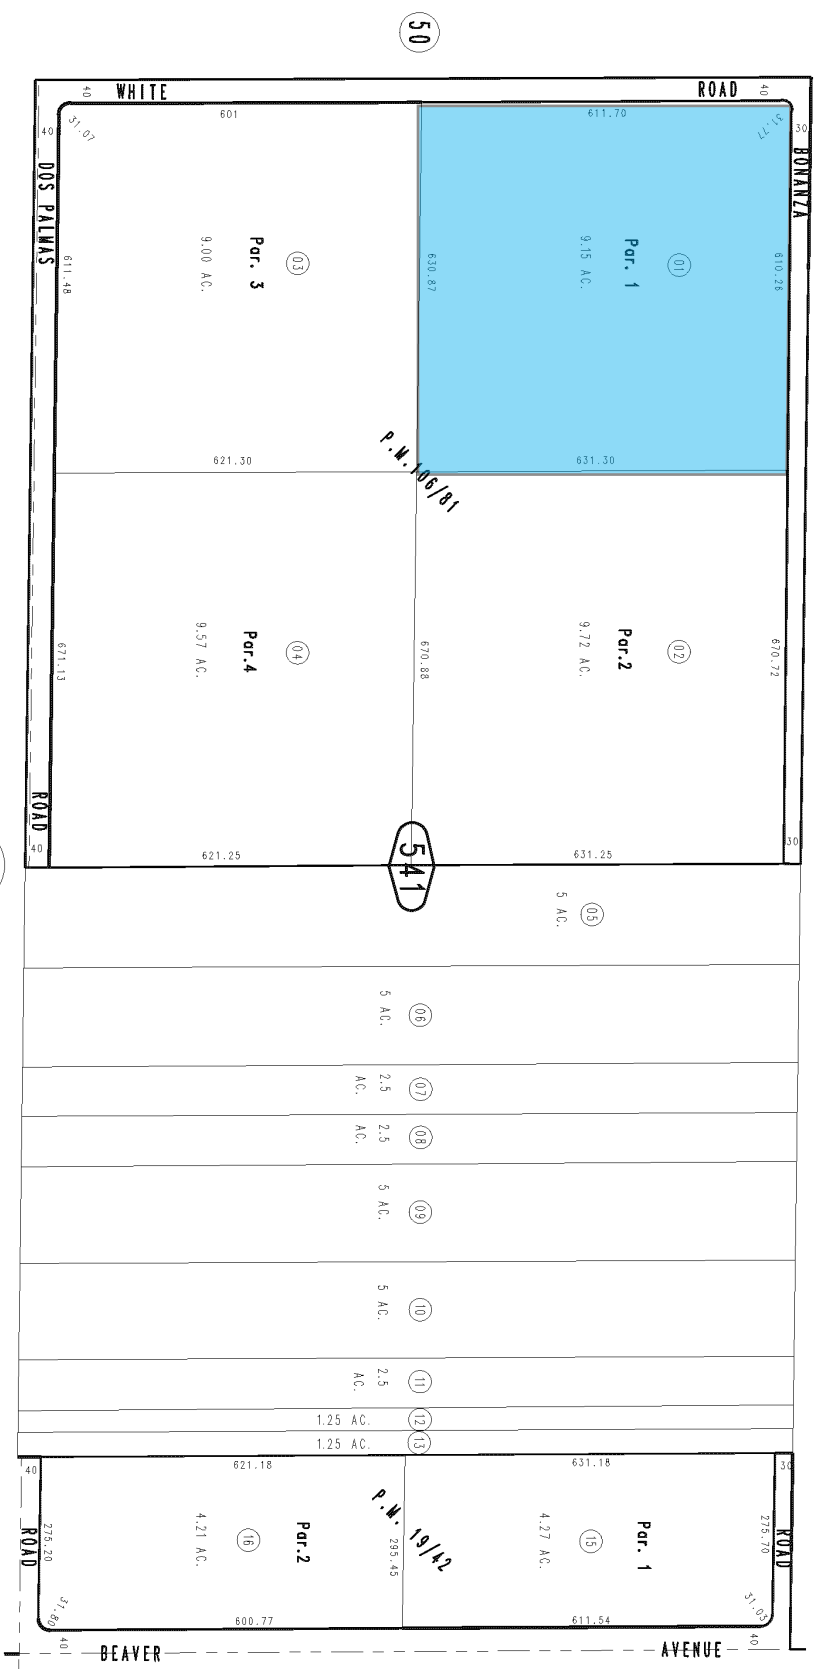 50
WHITE ROAD
40 40
601 611.70
31.07 31.77
40 30
DOS PALMAS
BONANZA
03 01
Par. 3 Par. 1
9.00 AC. 9.15 AC.
611.48 630.87 610.26
P.M.106/81
621.30 631.30
04 02
Par.4 Par.2
9.57 AC. 9.72 AC.
671.13 670.88 670.72
ROAD
40 30
621.25 631.25
541
05
5 AC.
06
5 AC.
07
2.5
AC.
08
2.5
AC.
09
5 AC.
10
5 AC.
11
2.5
AC.
1.25 AC. 12
1.25 AC. 13
40 621.18 631.18 30
P.M. 19/42
ROAD ROAD
16 15
Par.2 Par. 1
4.21 AC. 4.27 AC.
275.20 295.45 275.70
31.80 31.03
600.77 611.54
40 40
BEAVER AVENUE